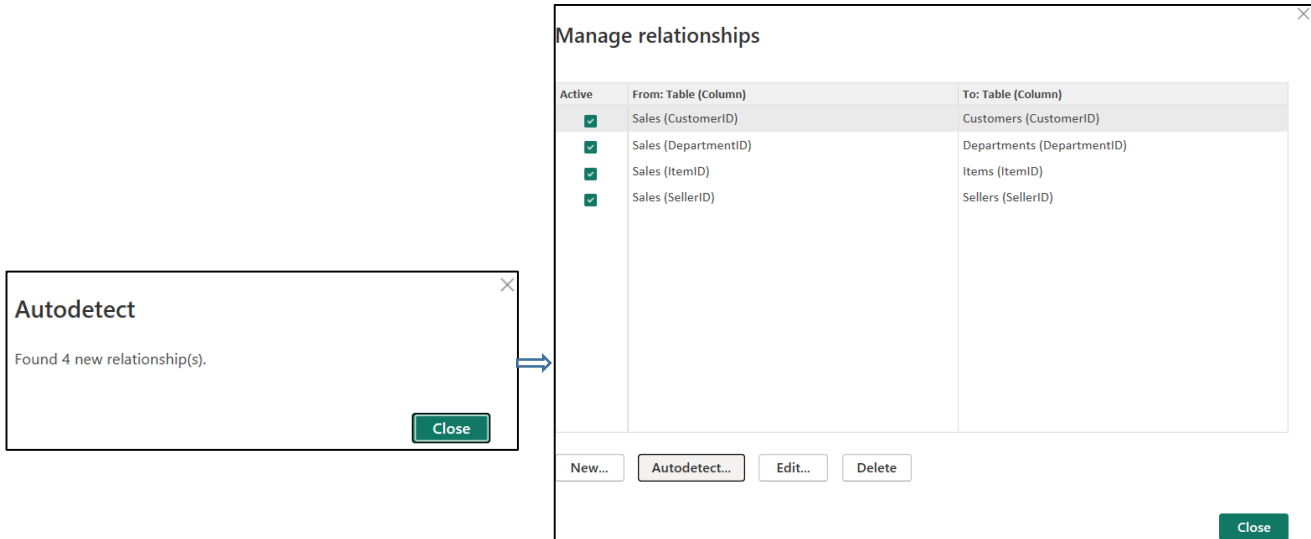 Manage relationships
Active From: Table (Column) To: Table (Column)
Sales (CustomerID) Customers (CustomerID)
Sales (DepartmentID) Departments (DepartmentID)
Sales (ItemID) Items (ItemID)
Sales (SellerID) Sellers (SellerID)
New... Autodetect... Edit... Delete
Close
Autodetect
Found 4 new relationship(s).
Close